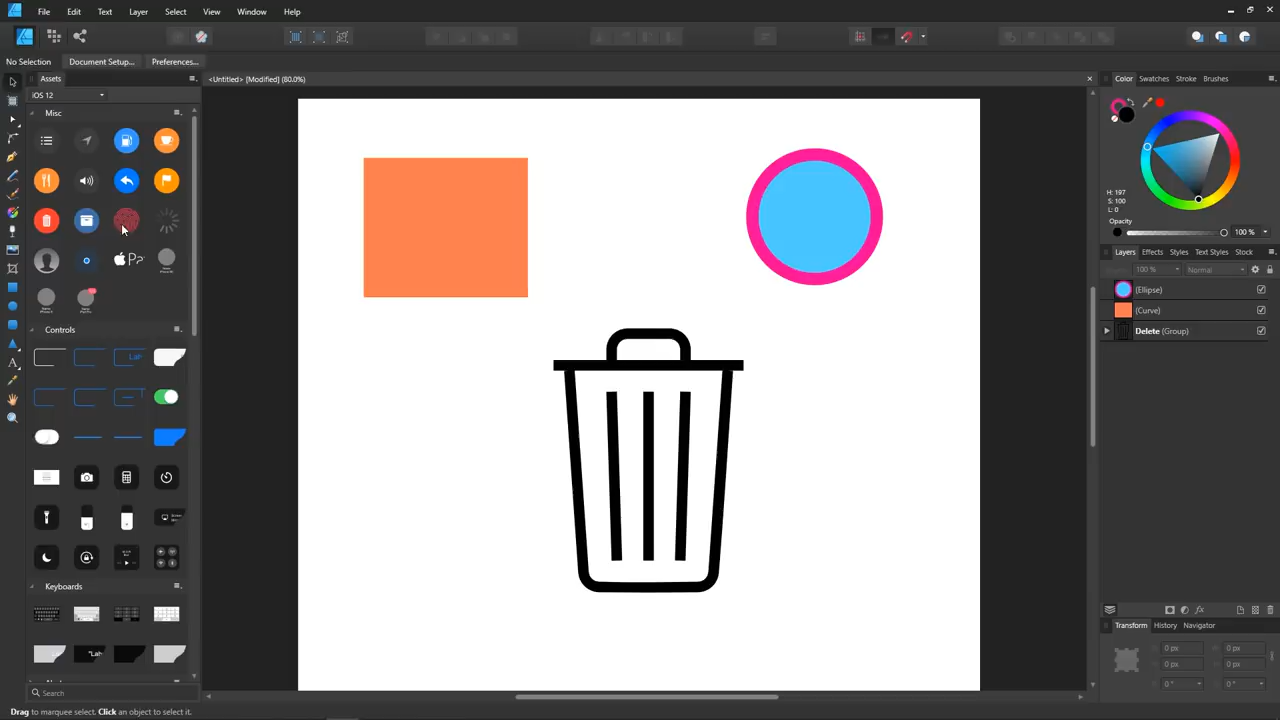 File Edit Text Layer Select View Window Help
No Selection Document Setup... Preferences...
Assets
<Untitled> [Modified] (80.0%)
Color Swatches Stroke Brushes
iOS 12
Misc
H: 197
S: 100
L: 0
Opacity
100 %
Layers Effects Styles Text Styles Stock
100 % Normal
(Ellipse)
(Curve)
Delete (Group)
Controls
Keyboards
Transform History Navigator
0 px 0 px
0 px 0 px
0 ° 0 °
Search
Drag to marquee select. Click an object to select it.